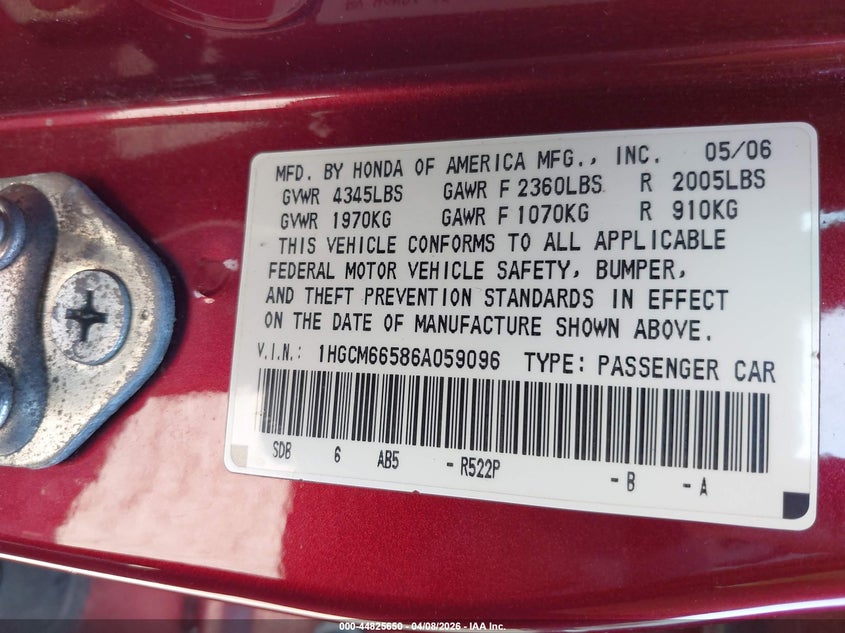 MFD. BY HONDA OF AMERICA MFG., INC. 05/06
GVWR 4345LBS GAWR F 2360LBS R 2005LBS
GVWR 1970KG GAWR F 1070KG R 910KG
THIS VEHICLE CONFORMS TO ALL APPLICABLE
FEDERAL MOTOR VEHICLE SAFETY, BUMPER,
AND THEFT PREVENTION STANDARDS IN EFFECT
ON THE DATE OF MANUFACTURE SHOWN ABOVE.
V.I.N.: 1HGCM66586A059096 TYPE: PASSENGER CAR
SDB 6 AB5 - R522P - B - A
000-44825650 - 04/08/2026 - IAA Inc.